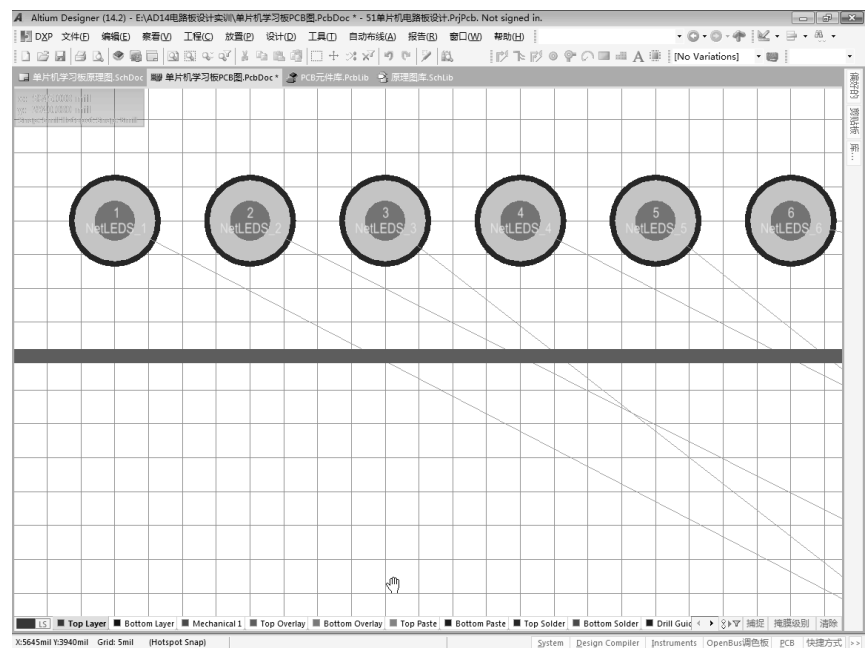 Altium Designer (14.2) - E:\AD14电路板设计实训\单片机学习板PCB图.PcbDoc * - 51单片机电路板设计.PrjPcb. Not signed in.
DXP 文件(F) 编辑(E) 察看(V) 工程(C) 放置(P) 设计(D) 工具(T) 自动布线(A) 报告(R) 窗口(W) 帮助(H)
[No Variations]
单片机学习板原理图.SchDoc 单片机学习板PCB图.PcbDoc * PCB元件库.PcbLib 原理图库.SchLib
偏好的
剪贴板
库...
1 2 3 4 5 6
NetLEDS_1 NetLEDS_2 NetLEDS_3 NetLEDS_4 NetLEDS_5 NetLEDS_6
LS Top Layer Bottom Layer Mechanical 1 Top Overlay Bottom Overlay Top Paste Bottom Paste Top Solder Bottom Solder Drill Guid 捕捉 掩膜级别 清除
X:5645mil Y:3940mil Grid: 5mil (Hotspot Snap) System Design Compiler Instruments OpenBus调色板 PCB 快捷方式 >>